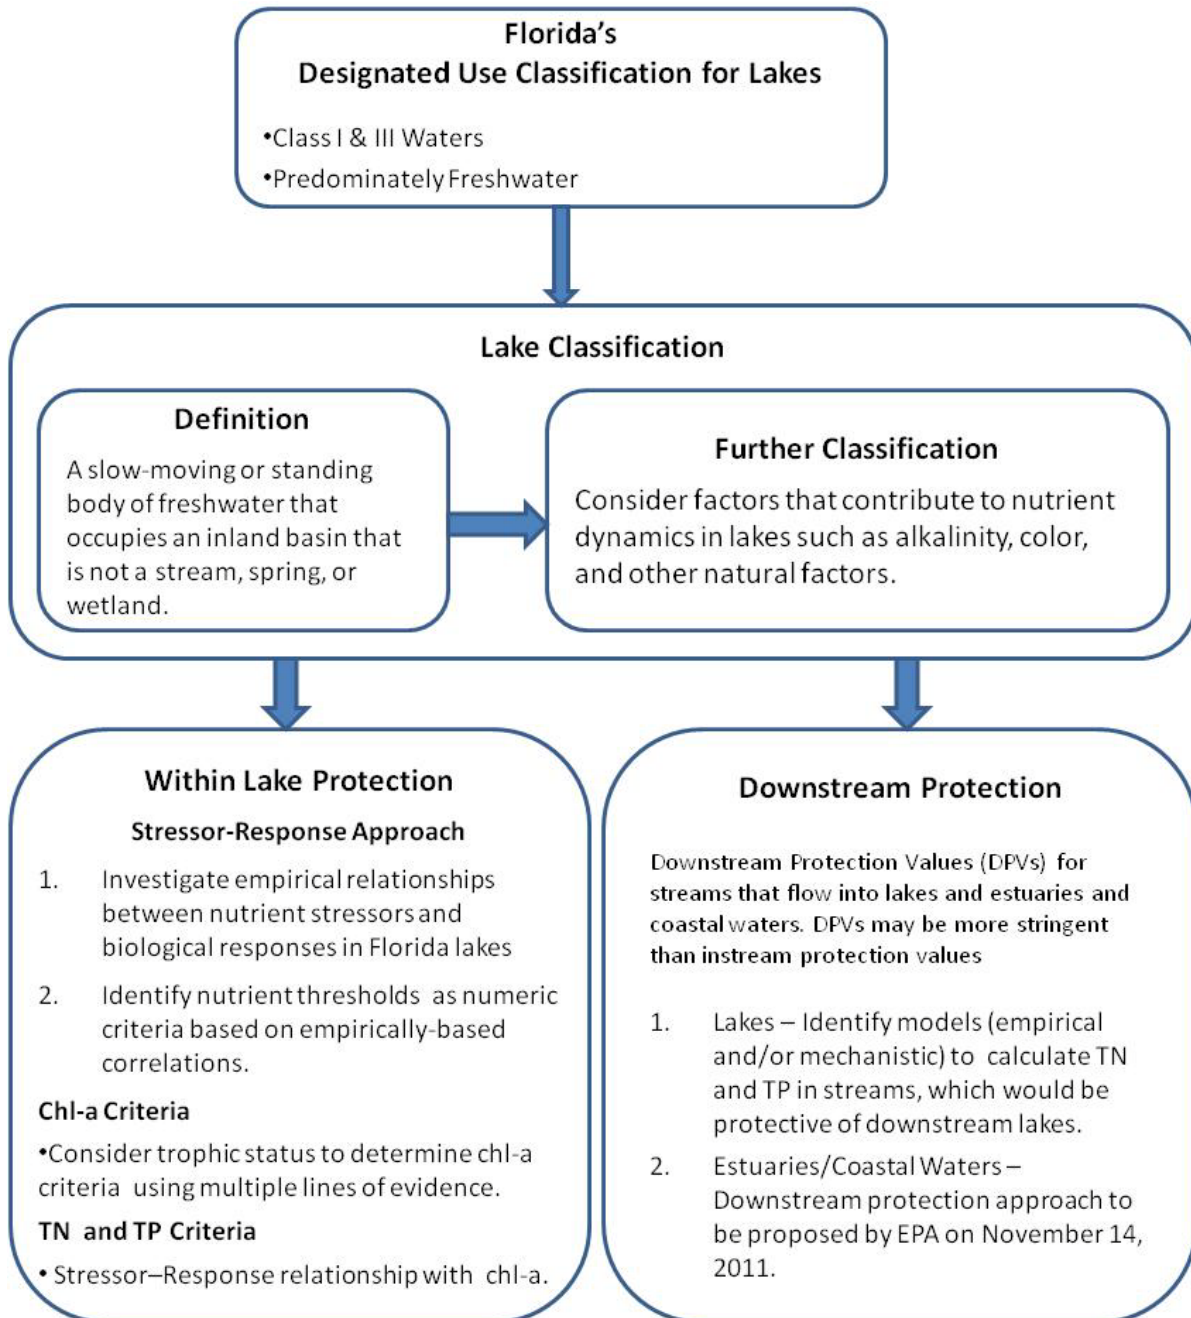 Florida's
Designated Use Classification for Lakes
•Class I & III Waters
•Predominately Freshwater
Lake Classification
Definition
A slow-moving or standing
body of freshwater that
occupies an inland basin that
is not a stream, spring, or
wetland.
Further Classification
Consider factors that contribute to nutrient
dynamics in lakes such as alkalinity, color,
and other natural factors.
Within Lake Protection
Stressor-Response Approach
1. Investigate empirical relationships
between nutrient stressors and
biological responses in Florida lakes
2. Identify nutrient thresholds as numeric
criteria based on empirically-based
correlations.
Chl-a Criteria
•Consider trophic status to determine chl-a
criteria using multiple lines of evidence.
TN and TP Criteria
• Stressor–Response relationship with chl-a.
Downstream Protection
Downstream Protection Values (DPVs) for
streams that flow into lakes and estuaries and
coastal waters. DPVs may be more stringent
than instream protection values
1. Lakes – Identify models (empirical
and/or mechanistic) to calculate TN
and TP in streams, which would be
protective of downstream lakes.
2. Estuaries/Coastal Waters –
Downstream protection approach to
be proposed by EPA on November 14,
2011.